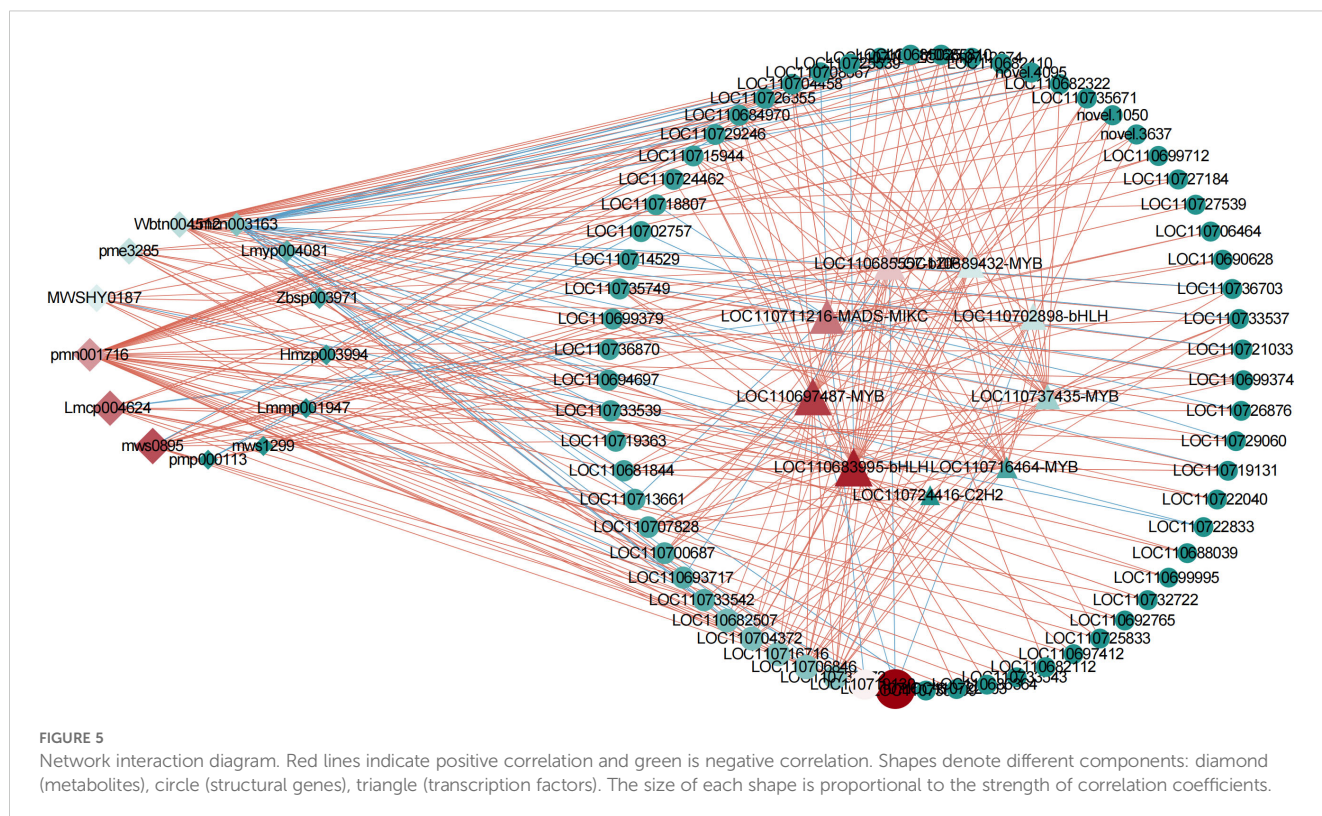 Wbtn004512
pme3285
MWSHY0187
pmn001716
Lmcp004624
mws0895
pmp000113
mws1299
Lmmp001947
Hmzp003994
Zbsp003971
Lmyp004081
LOC110704458
LOC110726355
LOC110684970
LOC110729246
LOC110715944
LOC110724462
LOC110718807
LOC110702757
LOC110714529
LOC110735749
LOC110699379
LOC110736870
LOC110694697
LOC110733539
LOC110719363
LOC110681844
LOC110713661
LOC110707828
LOC110700687
LOC110693717
LOC110733542
LOC110682507
LOC110704372
LOC110716716
LOC110706846
LOC110682410
novel.4095
LOC110682322
LOC110735671
novel.1050
novel.3637
LOC110699712
LOC110727184
LOC110727539
LOC110706464
LOC110690628
LOC110736703
LOC110733537
LOC110721033
LOC110699374
LOC110726876
LOC110729060
LOC110719131
LOC110722040
LOC110722833
LOC110688039
LOC110699995
LOC110732722
LOC110692765
LOC110725833
LOC110697412
LOC110682112
LOC110711216-MADS-MIKC
LOC110702898-bHLH
LOC110697487-MYB
LOC110737435-MYB
LOC110683995-bHLH
LOC110716464-MYB
LOC110724416-C2H2
FIGURE 5
Network interaction diagram. Red lines indicate positive correlation and green is negative correlation. Shapes denote different components: diamond
(metabolites), circle (structural genes), triangle (transcription factors). The size of each shape is proportional to the strength of correlation coefficients.